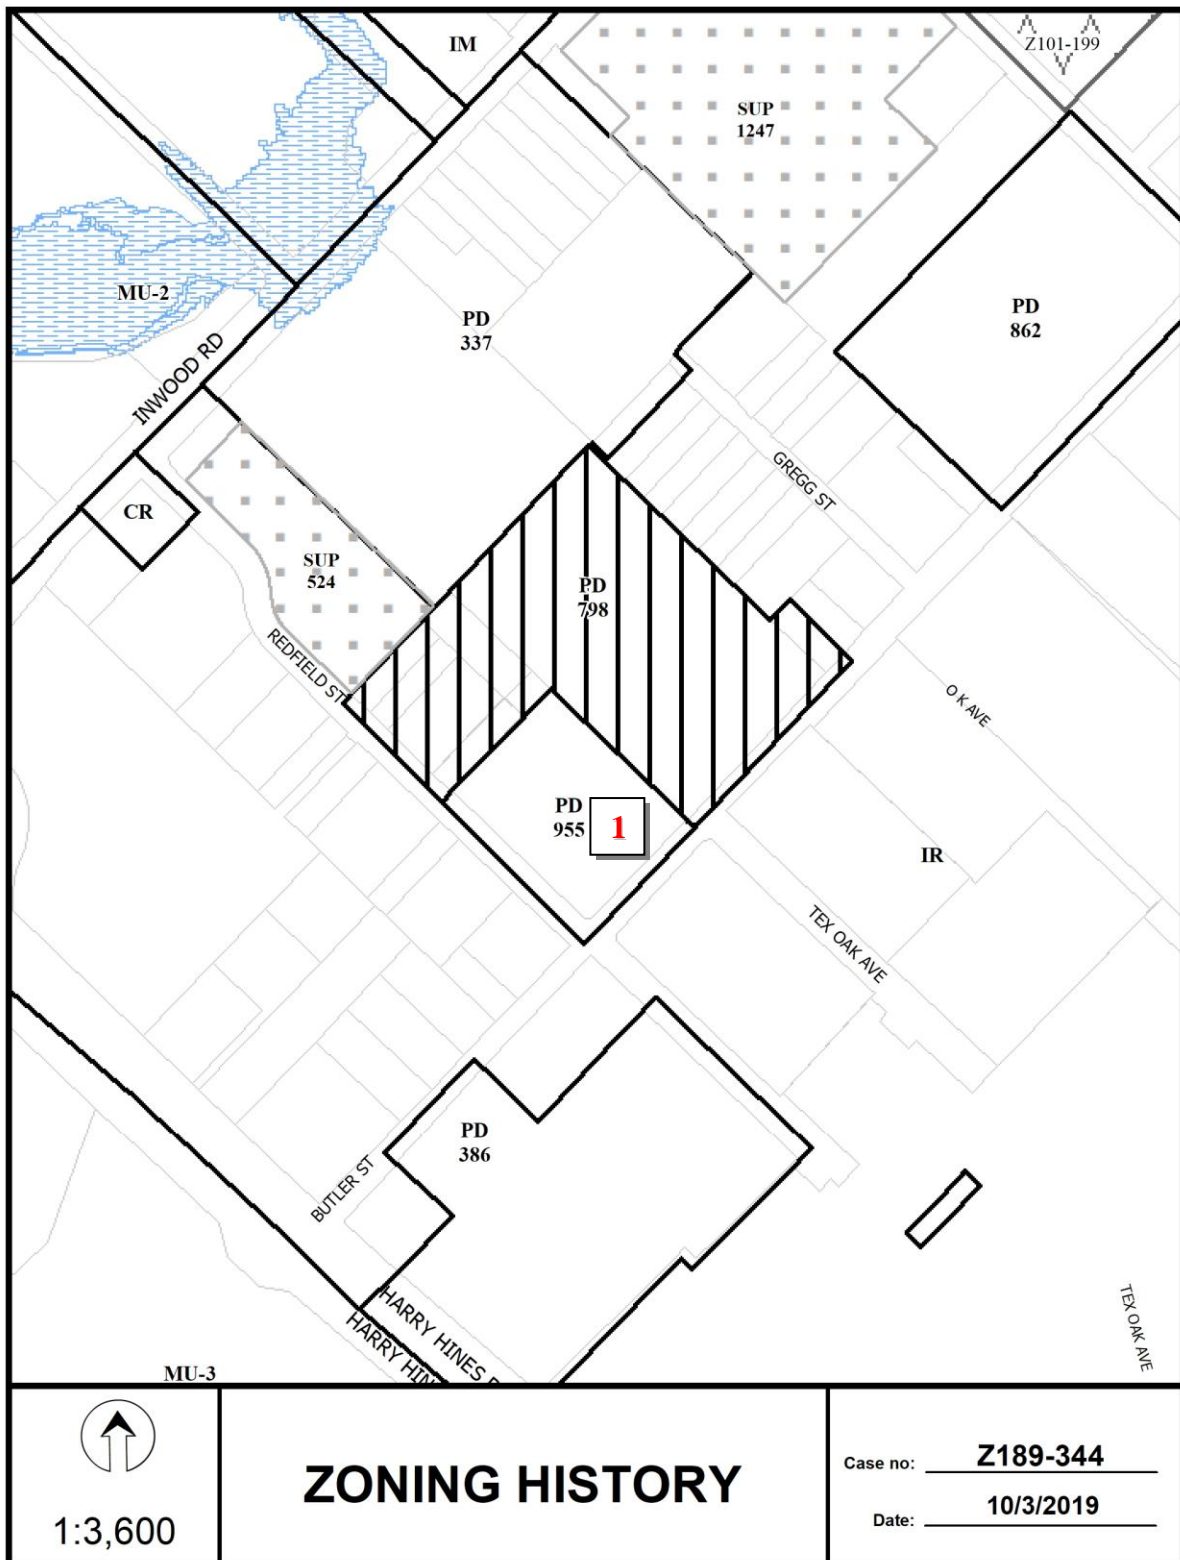 IM
Z101-199
SUP
1247
MU-2
PD
337
PD
862
INWOOD RD
GREGG ST
CR
SUP
524
PD
798
REDFIELD ST
O K AVE
PD
955
1
IR
TEX OAK AVE
PD
386
BUTLER ST
HARRY HINES
HARRY HIN
TEX OAK AVE
MU-3
1:3,600
ZONING HISTORY
Case no: Z189-344
Date: 10/3/2019